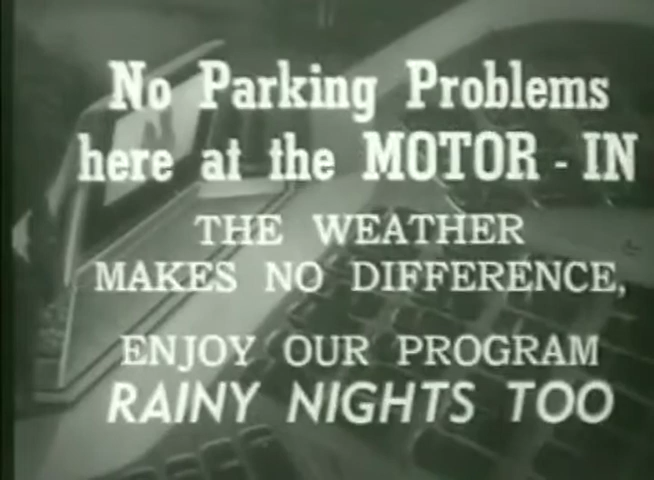 No Parking Problems
here at the MOTOR - IN
THE WEATHER
MAKES NO DIFFERENCE,
ENJOY OUR PROGRAM
RAINY NIGHTS TOO